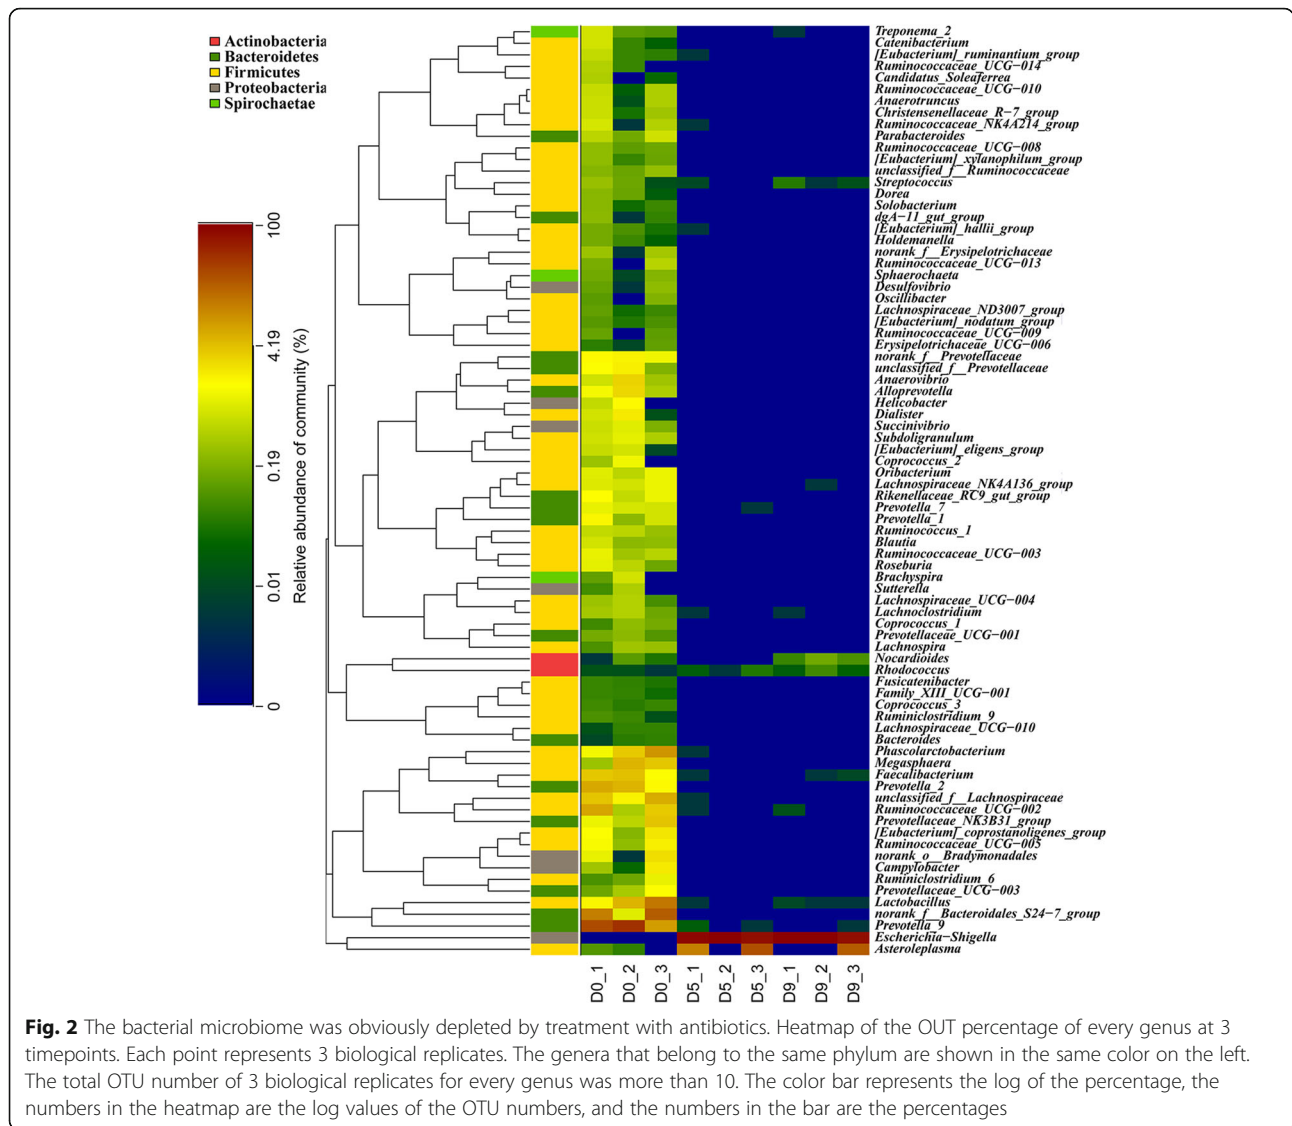 Actinobacteria
Bacteroidetes
Firmicutes
Proteobacteria
Spirochaetae
100
4.19
0.19
0.01
0
Relative abundance of community (%)
Treponema_2
Catenibacterium
[Eubacterium]_ruminantium_group
Ruminococcaceae_UCG-014
Candidatus_Soleaferrea
Ruminococcaceae_UCG-010
Anaerotruncus
Christensenellaceae_R-7_group
Ruminococcaceae_NK4A214_group
Parabacteroides
Ruminococcaceae_UCG-008
[Eubacterium]_xylanophilum_group
unclassified_f__Ruminococcaceae
Streptococcus
Dorea
Solobacterium
dgA-11_gut_group
[Eubacterium]_hallii_group
Holdemanella
norank_f__Erysipelotrichaceae
Ruminococcaceae_UCG-013
Sphaerochaeta
Desulfovibrio
Oscillibacter
Lachnospiraceae_ND3007_group
[Eubacterium]_nodatum_group
Ruminococcaceae_UCG-009
Erysipelotrichaceae_UCG-006
norank_f__Prevotellaceae
unclassified_f__Prevotellaceae
Anaerovibrio
Alloprevotella
Helicobacter
Dialister
Succinivibrio
Subdoligranulum
[Eubacterium]_eligens_group
Coprococcus_2
Oribacterium
Lachnospiraceae_NK4A136_group
Rikenellaceae_RC9_gut_group
Prevotella_7
Prevotella_1
Ruminococcus_1
Blautia
Ruminococcaceae_UCG-003
Roseburia
Brachyspira
Sutterella
Lachnospiraceae_UCG-004
Lachnoclostridium
Coprococcus_1
Prevotellaceae_UCG-001
Lachnospira
Nocardioides
Rhodococcus
Fusicatenibacter
Family_XIII_UCG-001
Coprococcus_3
Ruminiclostridium_9
Lachnospiraceae_UCG-010
Bacteroides
Phascolarctobacterium
Megasphaera
Faecalibacterium
Prevotella_2
unclassified_f__Lachnospiraceae
Ruminococcaceae_UCG-002
Prevotellaceae_NK3B31_group
[Eubacterium]_coprostanoligenes_group
Ruminococcaceae_UCG-005
norank_o__Bradymonadales
Campylobacter
Ruminiclostridium_6
Prevotellaceae_UCG-003
Lactobacillus
norank_f__Bacteroidales_S24-7_group
Prevotella_9
Escherichia-Shigella
Asteroleplasma
D0_1 D0_2 D0_3 D5_1 D5_2 D5_3 D9_1 D9_2 D9_3
Fig. 2 The bacterial microbiome was obviously depleted by treatment with antibiotics. Heatmap of the OUT percentage of every genus at 3
timepoints. Each point represents 3 biological replicates. The genera that belong to the same phylum are shown in the same color on the left.
The total OTU number of 3 biological replicates for every genus was more than 10. The color bar represents the log of the percentage, the
numbers in the heatmap are the log values of the OTU numbers, and the numbers in the bar are the percentages